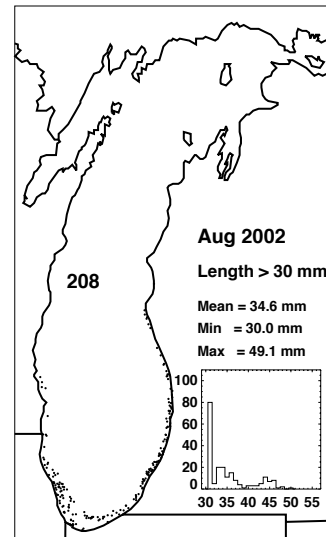 Aug 2002
208
Length > 30 mm
Mean = 34.6 mm
Min = 30.0 mm
Max = 49.1 mm
100
80
60
40
20
0
30 35 40 45 50 55